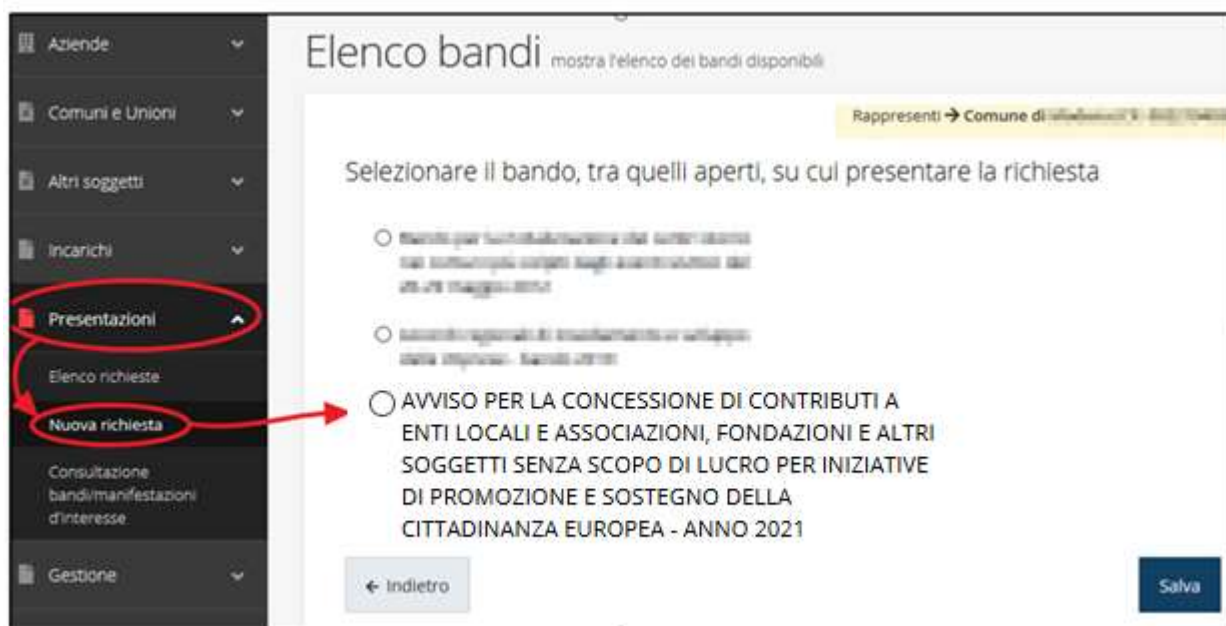 Aziende
Comuni e Unioni
Altri soggetti
Incarichi
Presentazioni
Elenco richieste
Nuova richiesta
Consultazione
bandi/manifestazioni
d'interesse
Gestione
Elenco bandi mostra l'elenco dei bandi disponibili
Rappresenti → Comune di
Selezionare il bando, tra quelli aperti, su cui presentare la richiesta
AVVISO PER LA CONCESSIONE DI CONTRIBUTI A
ENTI LOCALI E ASSOCIAZIONI, FONDAZIONI E ALTRI
SOGGETTI SENZA SCOPO DI LUCRO PER INIZIATIVE
DI PROMOZIONE E SOSTEGNO DELLA
CITTADINANZA EUROPEA - ANNO 2021
← Indietro
Salva